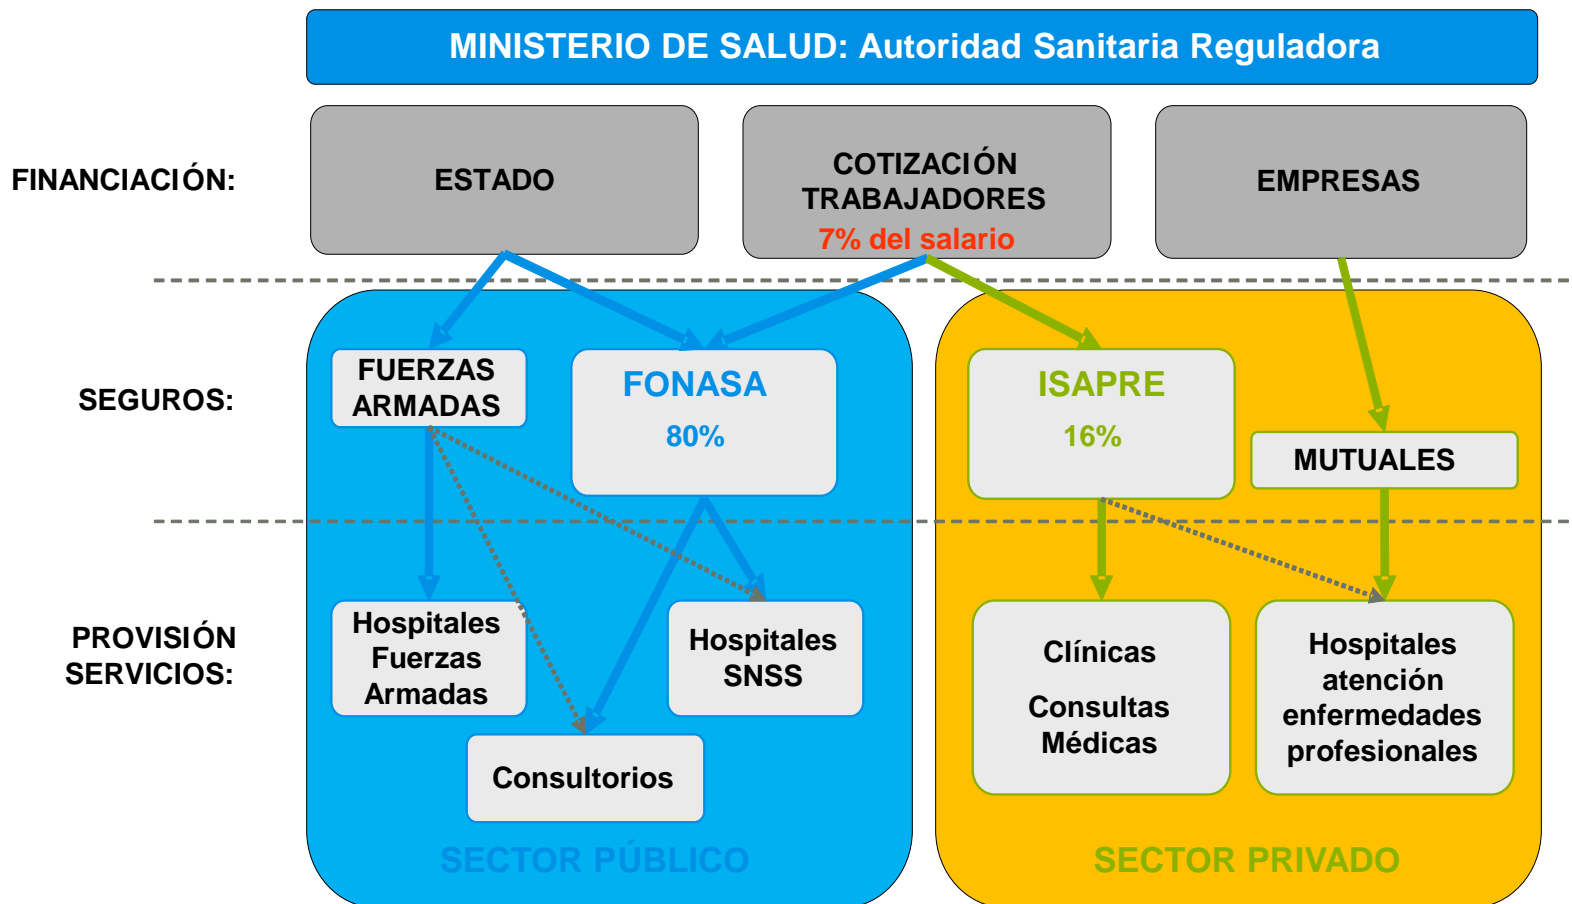 MINISTERIO DE SALUD: Autoridad Sanitaria Reguladora
FINANCIACIÓN:
ESTADO
COTIZACIÓN
TRABAJADORES
7% del salario
EMPRESAS
SEGUROS:
FUERZAS
ARMADAS
FONASA
80%
ISAPRE
16%
MUTUALES
PROVISIÓN
SERVICIOS:
Hospitales
Fuerzas
Armadas
Hospitales
SNSS
Consultorios
Clínicas
Consultas
Médicas
Hospitales
atención
enfermedades
profesionales
SECTOR PÚBLICO
SECTOR PRIVADO